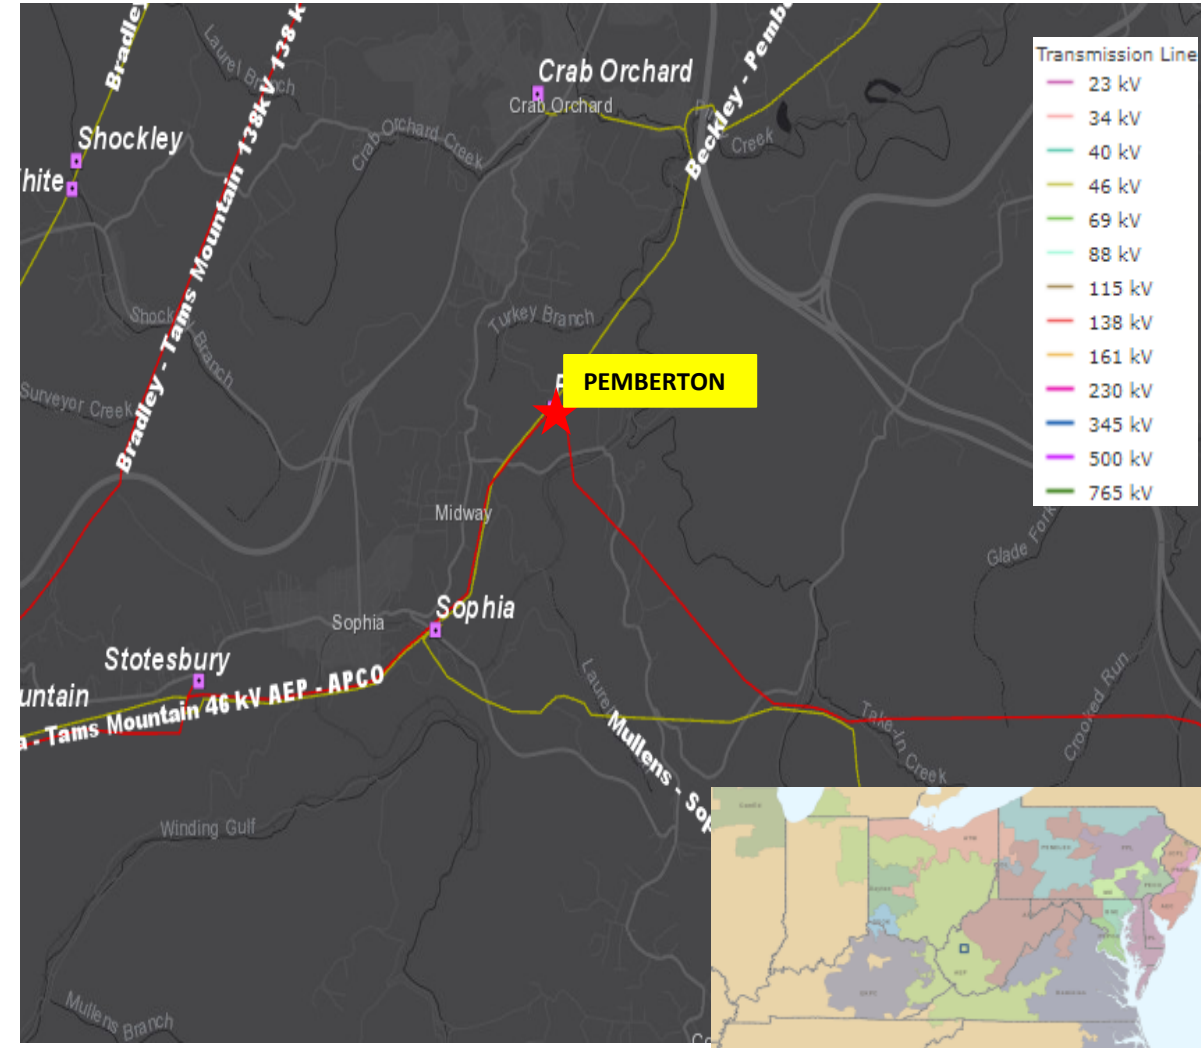 Bradley
Laurel Branch
Bradley - Tams Mountain 138kV 138 k
Crab Orchard
Crab Orchard
Crab Orchard Creek
Beckley - Pembe
Creek
Shockley
hite
Transmission Line
23 kV
34 kV
40 kV
46 kV
69 kV
88 kV
115 kV
138 kV
161 kV
230 kV
345 kV
500 kV
765 kV
Shockley Branch
Turkey Branch
Surveyor Creek
PEMBERTON
Midway
Glade Fork
Sophia
Sophia
Stotesbury
untain
a - Tams Mountain 46 kV AEP - APCO
Laurel
Mullens - Sop
Take-In Creek
Crooked Run
Winding Gulf
Mullens Branch